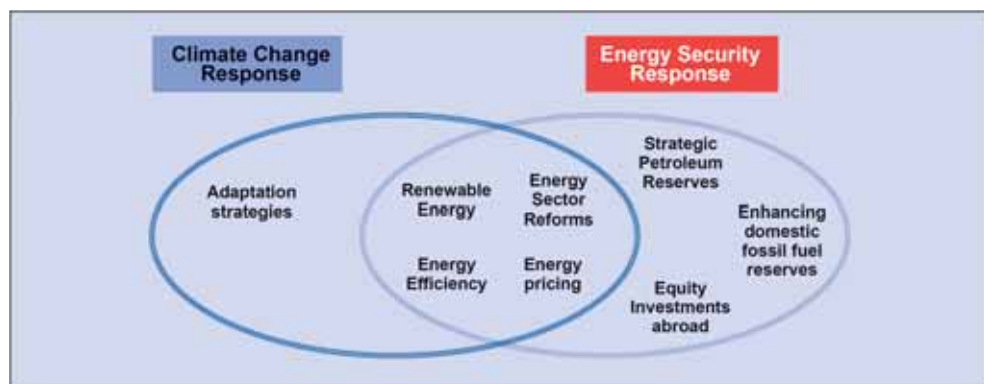 Climate Change
Response
Energy Security
Response
Adaptation
strategies
Renewable
Energy
Energy
Sector
Reforms
Energy
Efficiency
Energy
pricing
Strategic
Petroleum
Reserves
Enhancing
domestic
fossil fuel
reserves
Equity
Investments
abroad